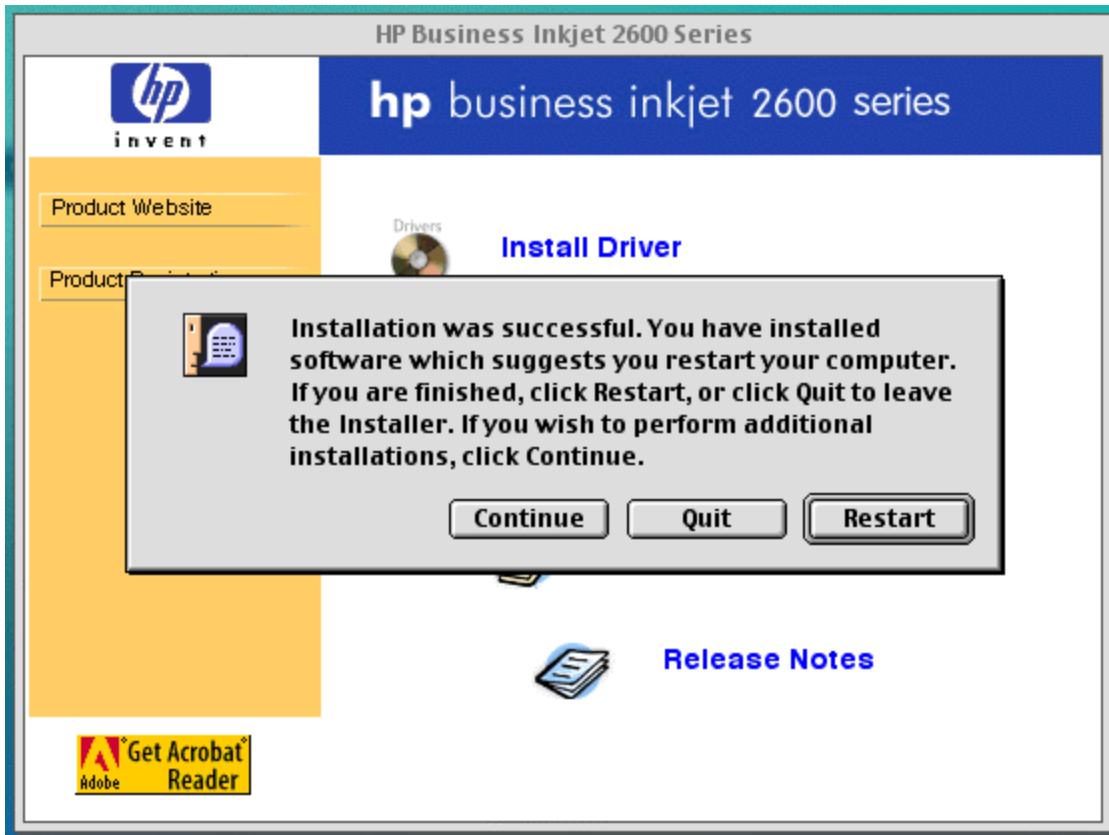 HP Business Inkjet 2600 Series
hp
invent
hp business inkjet 2600 series
Product Website
Drivers
Install Driver
Product
Installation was successful. You have installed
software which suggests you restart your computer.
If you are finished, click Restart, or click Quit to leave
the Installer. If you wish to perform additional
installations, click Continue.
Continue Quit Restart
Release Notes
Get Acrobat
Adobe Reader